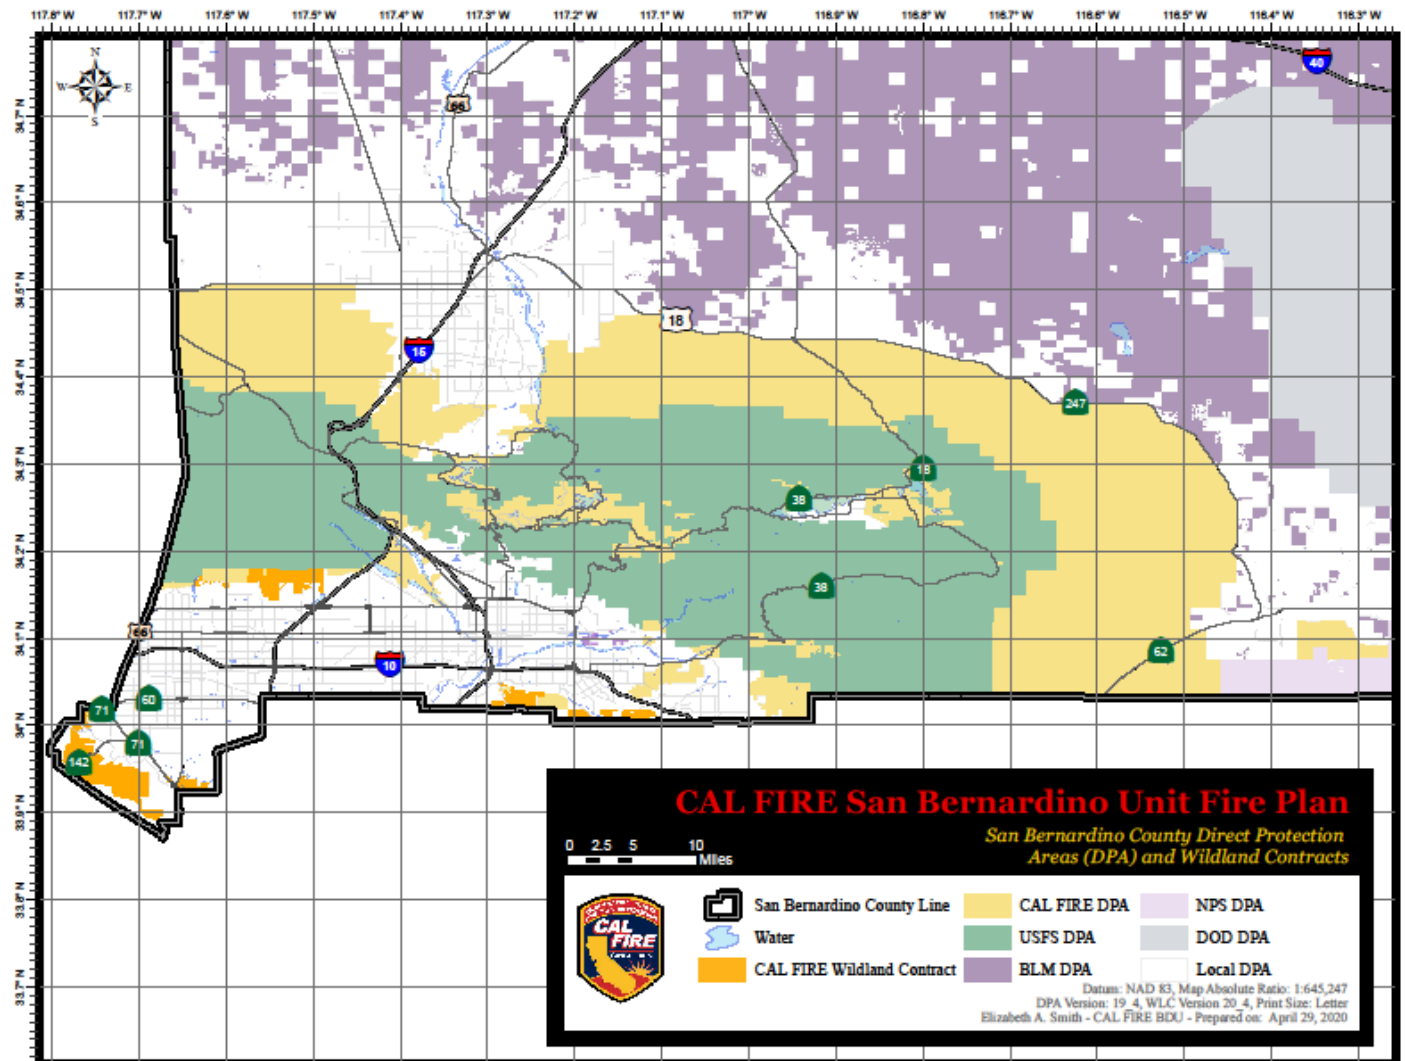 117.8°W 117.7°W 117.6°W 117.5°W 117.4°W 117.3°W 117.2°W 117.1°W 117°W 116.9°W 116.8°W 116.7°W 116.6°W 116.5°W 116.4°W 116.3°W
N
W E
S
40
66
34.7°N
34.6°N
34.5°N
18
15
34.4°N
247
34.3°N
18
38
34.2°N
38
34.1°N
66
62
10
60
71
34°N
71
142
33.9°N
33.8°N
33.7°N
CAL FIRE San Bernardino Unit Fire Plan
San Bernardino County Direct Protection
Areas (DPA) and Wildland Contracts
0 2.5 5 10
Miles
CAL
FIRE
San Bernardino County Line
Water
CAL FIRE Wildland Contract
CAL FIRE DPA
USFS DPA
BLM DPA
NPS DPA
DOD DPA
Local DPA
Datum: NAD 83, Map Absolute Ratio: 1:645,247
DPA Version: 19_4, WLC Version 20_4, Print Size: Letter
Elizabeth A. Smith - CAL FIRE BDU - Prepared on: April 29, 2020